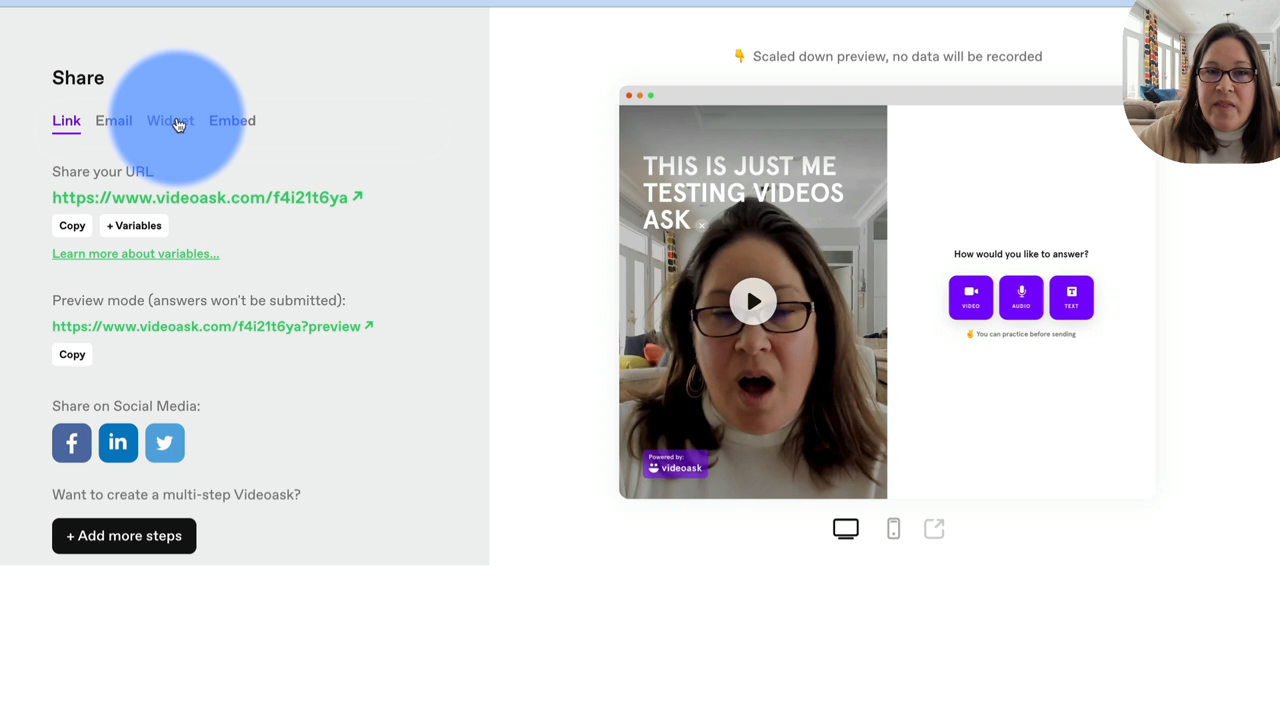 Share
Link Email Widget Embed
Share your URL
https://www.videoask.com/f4i21t6ya
Copy + Variables
Learn more about variables...
Preview mode (answers won't be submitted):
https://www.videoask.com/f4i21t6ya?preview
Copy
Share on Social Media:
f in
Want to create a multi-step Videoask?
+ Add more steps
👇 Scaled down preview, no data will be recorded
THIS IS JUST ME
TESTING VIDEOS
ASK
Powered by:
videoask
How would you like to answer?
VIDEO AUDIO TEXT
✌️ You can practice before sending